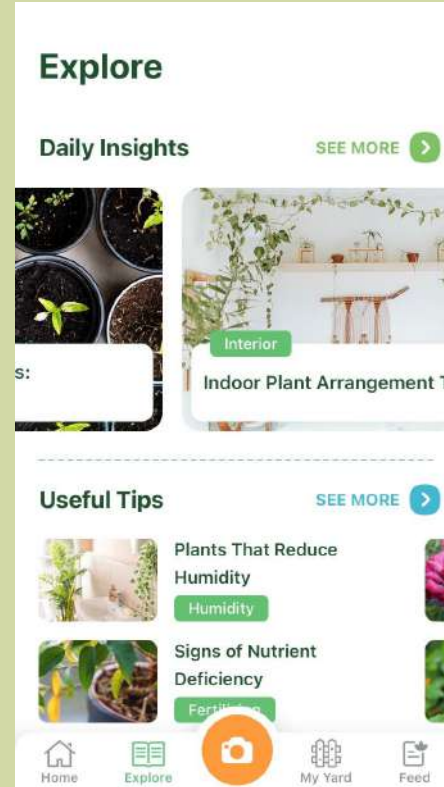 Explore
Daily Insights
SEE MORE
s:
Interior
Indoor Plant Arrangement
Useful Tips
SEE MORE
Plants That Reduce
Humidity
Humidity
Signs of Nutrient
Deficiency
Home
Explore
My Yard
Feed